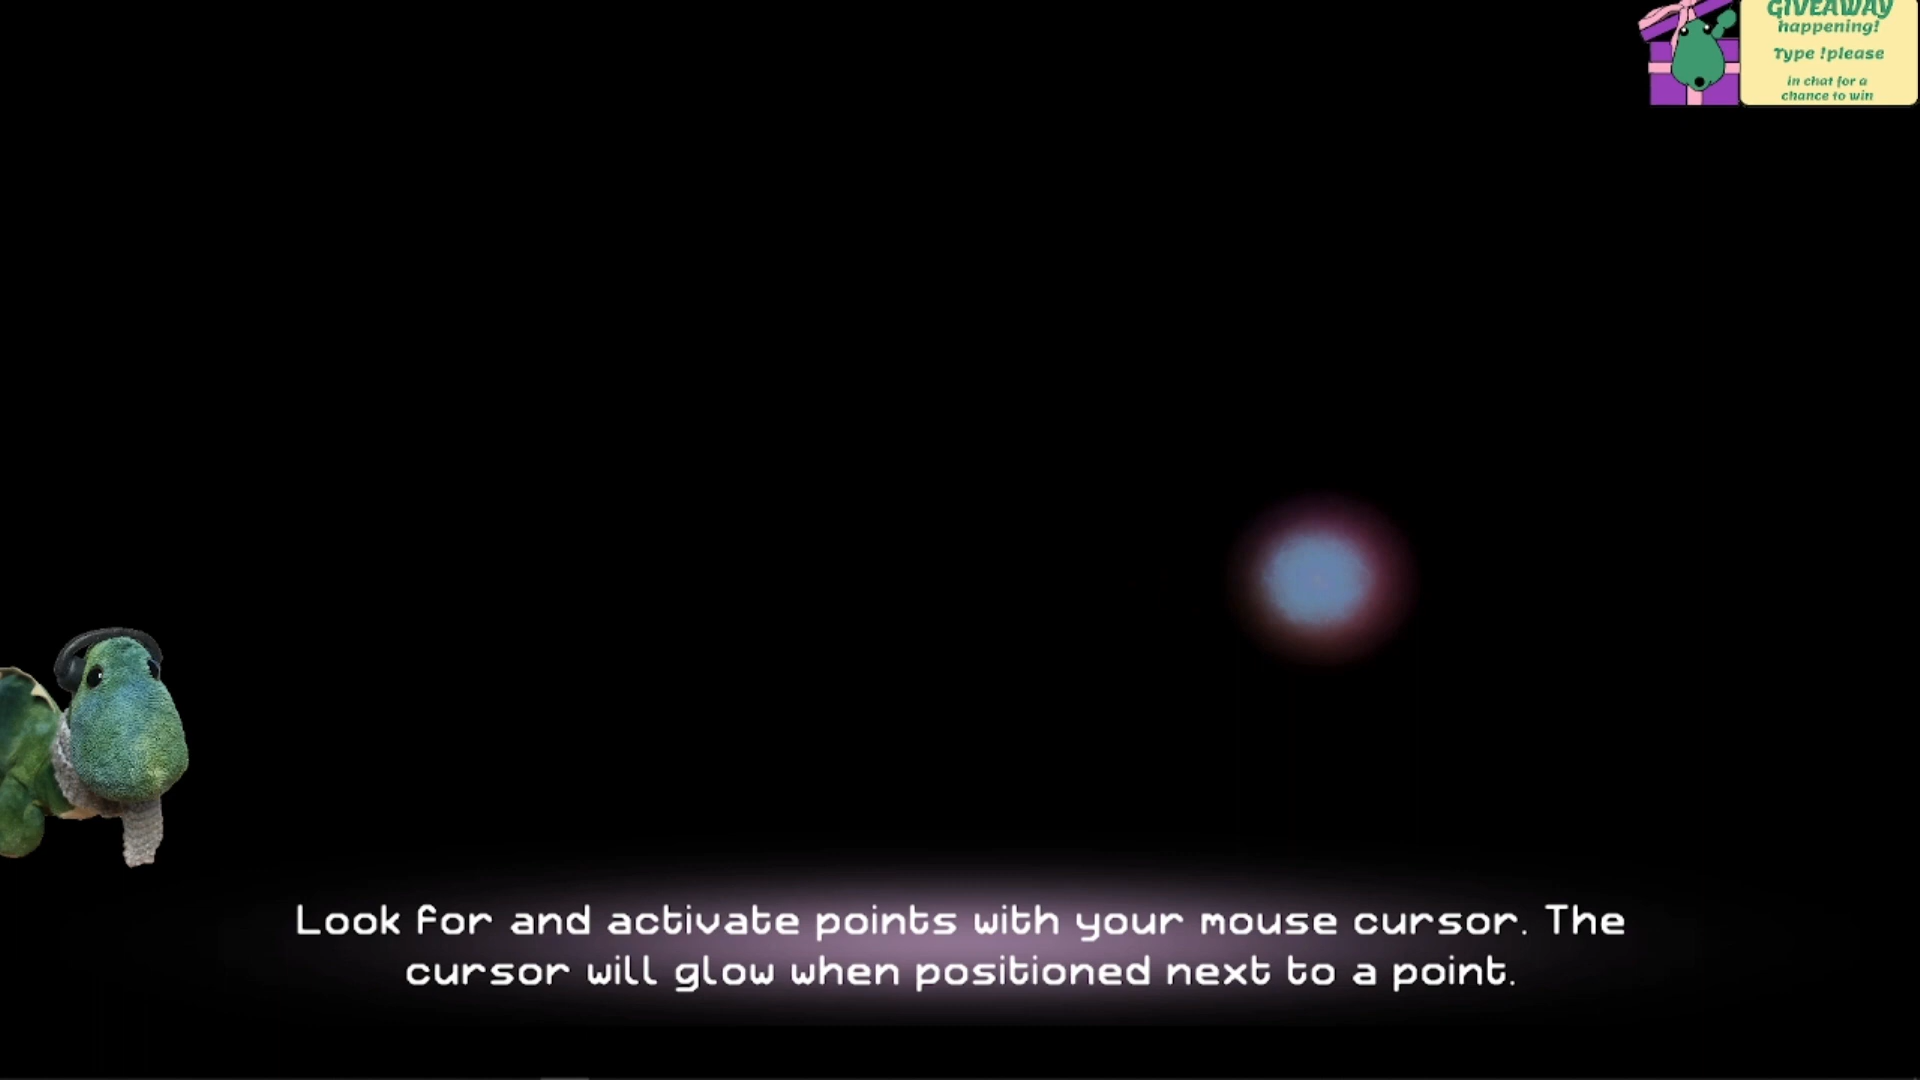 GIVEAWAY
happening!
Type !please
in chat for a
chance to win
Look for and activate points with your mouse cursor. The
cursor will glow when positioned next to a point.